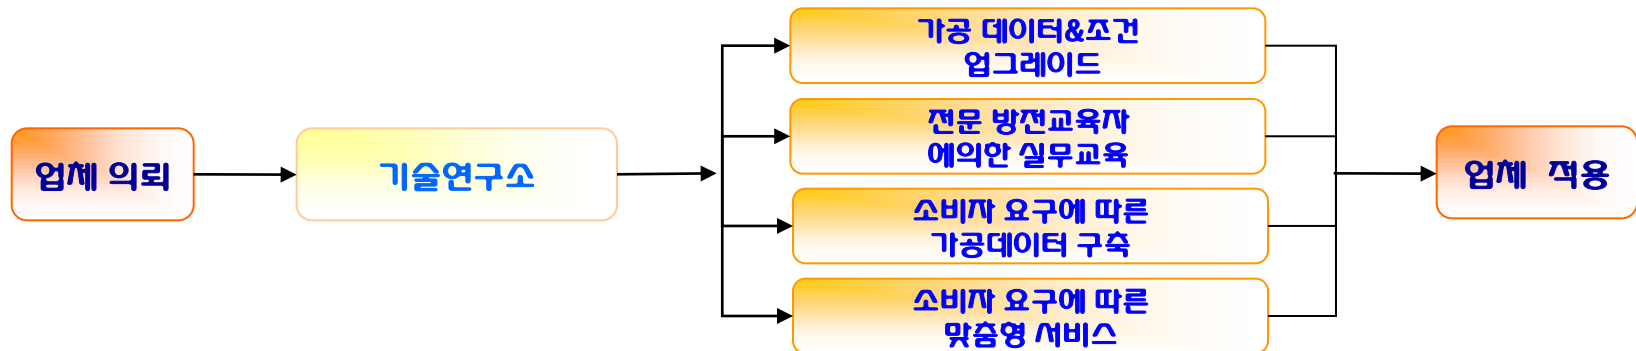 업체 의뢰
기술연구소
가공 데이터&조건
업그레이드
전문 방전교육자
에의한 실무교육
소비자 요구에 따른
가공데이터 구축
소비자 요구에 따른
맞춤형 서비스
업체 적용